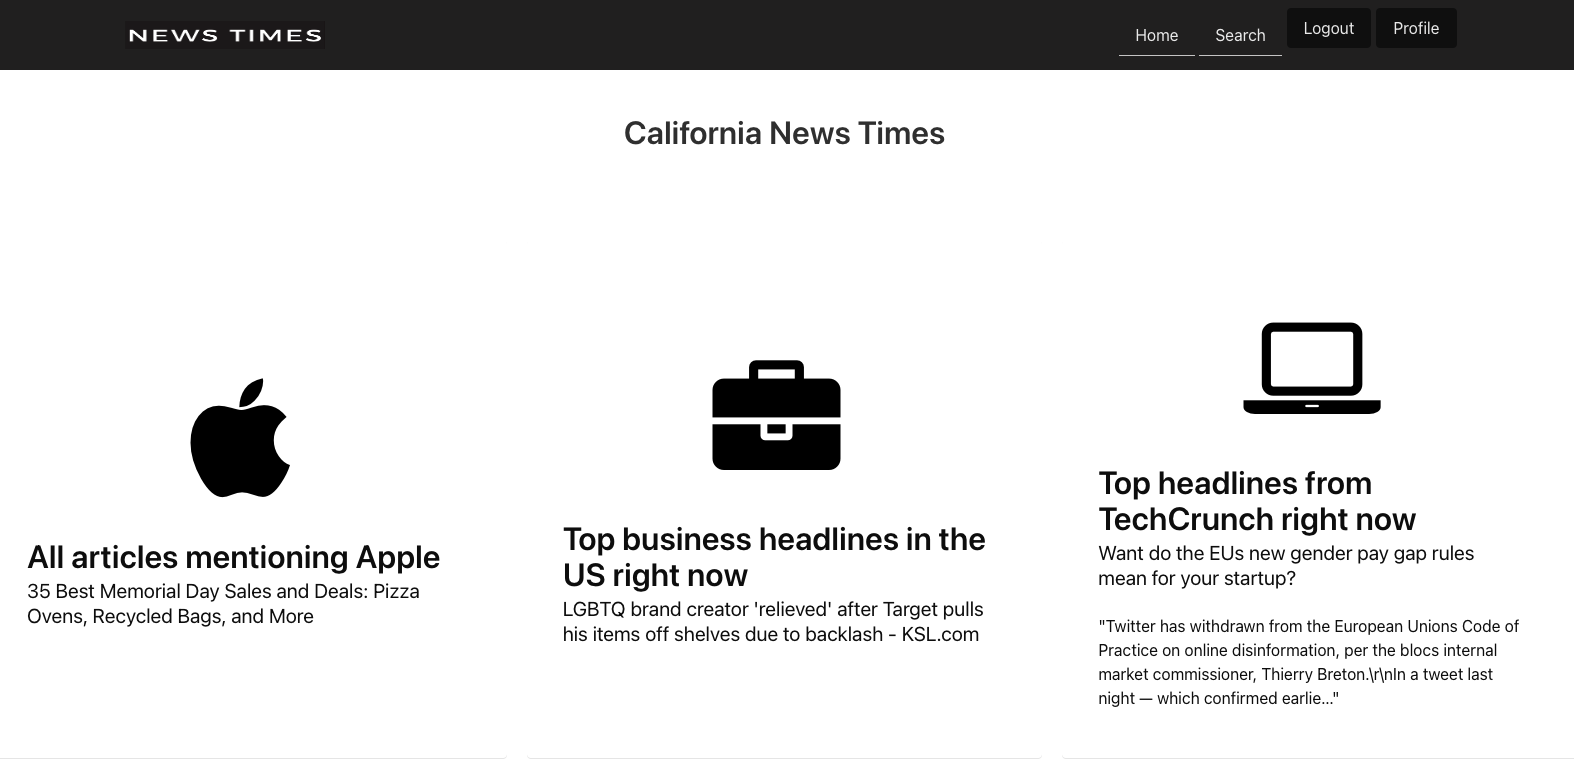 NEWS TIMES
Home
Search
Logout
Profile
California News Times
All articles mentioning Apple
35 Best Memorial Day Sales and Deals: Pizza
Ovens, Recycled Bags, and More
Top business headlines in the
US right now
LGBTQ brand creator 'relieved' after Target pulls
his items off shelves due to backlash - KSL.com
Top headlines from
TechCrunch right now
Want do the EUs new gender pay gap rules
mean for your startup?
"Twitter has withdrawn from the European Unions Code of
Practice on online disinformation, per the blocs internal
market commissioner, Thierry Breton.\r\nIn a tweet last
night — which confirmed earlie..."